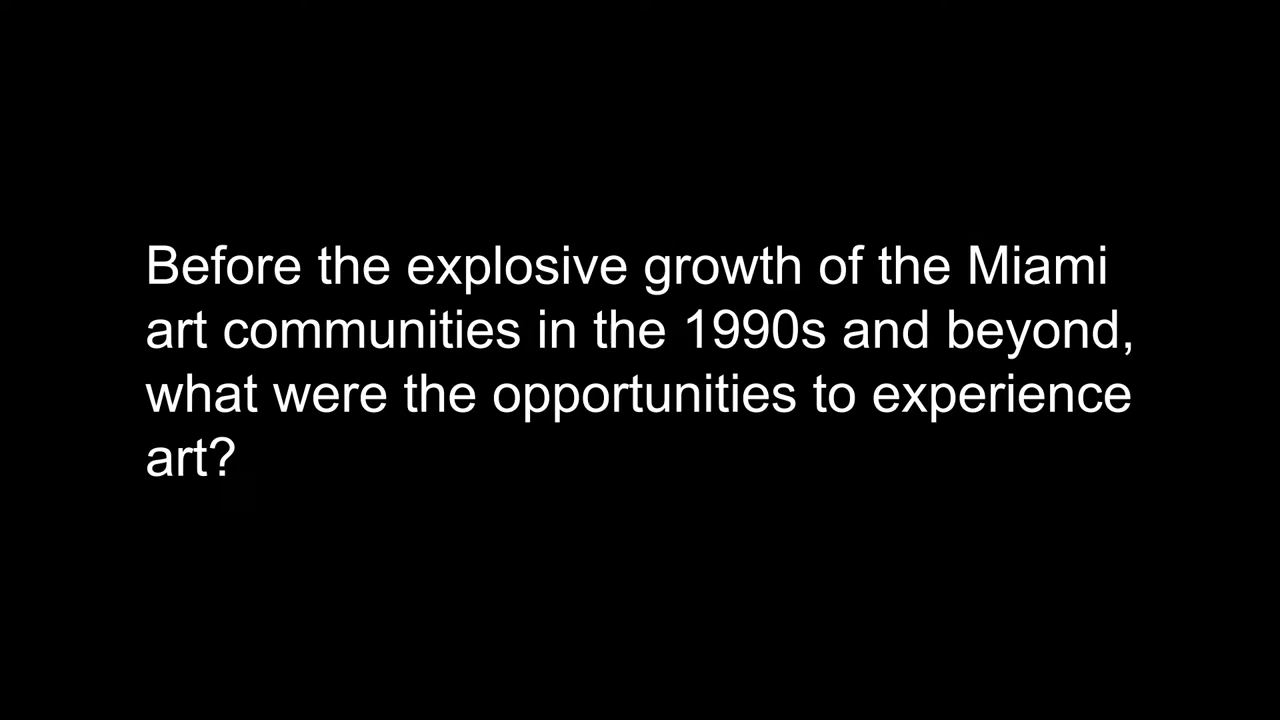 Before the explosive growth of the Miami
art communities in the 1990s and beyond,
what were the opportunities to experience
art?